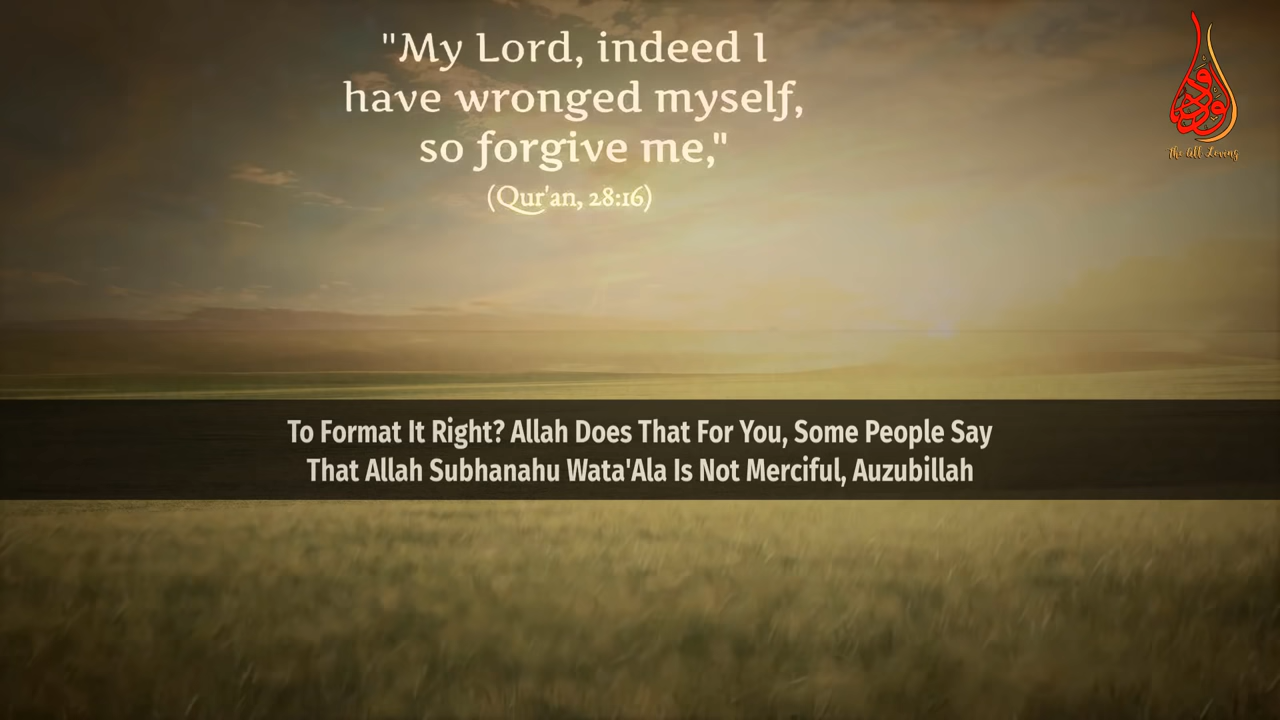 "My Lord, indeed I
have wronged myself,
so forgive me,"
(Qur'an, 28:16)
الودود
The All Loving
To Format It Right? Allah Does That For You, Some People Say
That Allah Subhanahu Wata'Ala Is Not Merciful, Auzubillah